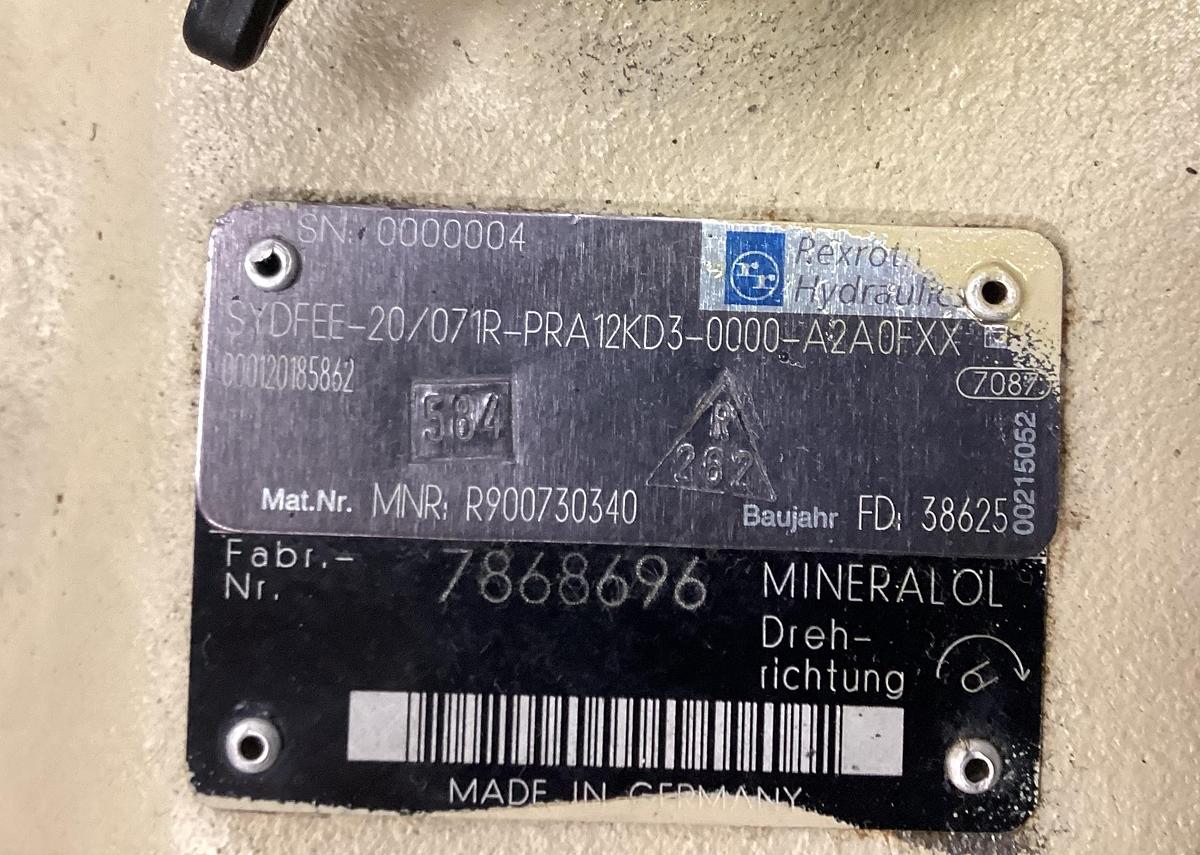 SN: 0000004
Rexroth
Hydraulics
SYDFEE-20/071R-PRA12KD3-0000-A2A0FXX
000120185862
7087
584
R
262
00215052
Mat.Nr. MNR: R900730340
Baujahr FD: 38625
Fabr.-
Nr.
7868696
MINERALÖL
Dreh-
richtung
MADE IN GERMANY